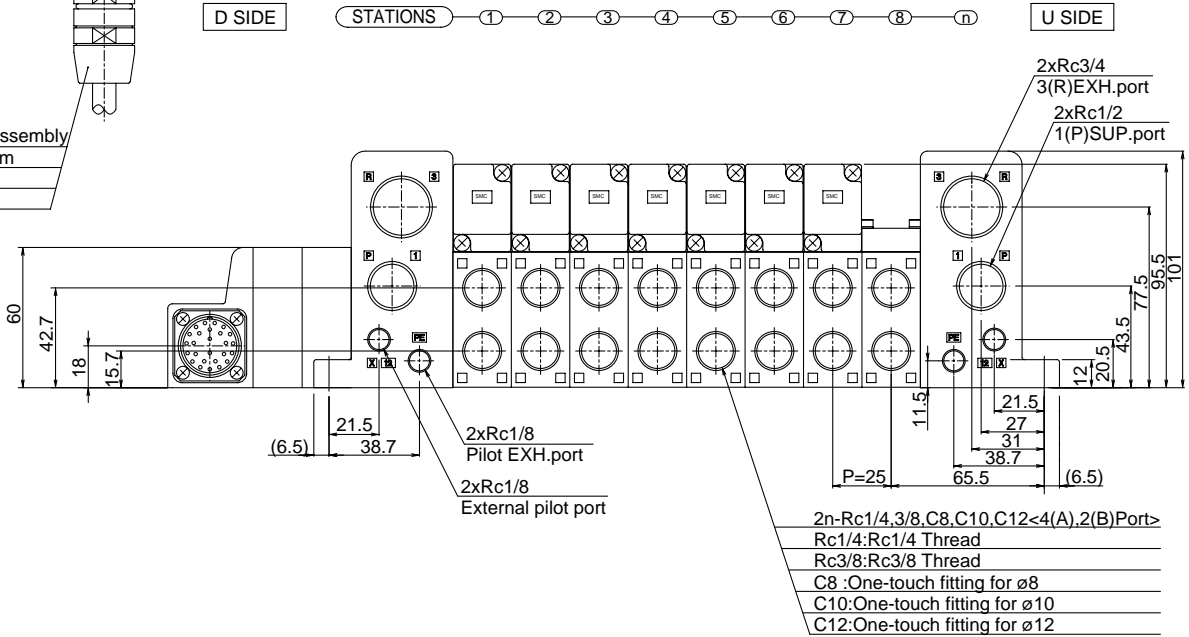 D SIDE
STATIONS 1 2 3 4 5 6 7 8 n
U SIDE
2xRc3/4
3(R)EXH.port
2xRc1/2
1(P)SUP.port
ssembly
m
R 3
SMC SMC SMC SMC SMC SMC SMC
3 R
P 1
1 P
PE
X 12
PE
12 X
60
42.7
18
15.7
21.5
(6.5)
38.7
2xRc1/8
Pilot EXH.port
2xRc1/8
External pilot port
101
95.5
77.5
43.5
20.5
12
11.5
21.5
27
31
38.7
P=25
65.5
(6.5)
2n-Rc1/4,3/8,C8,C10,C12<4(A),2(B)Port>
Rc1/4:Rc1/4 Thread
Rc3/8:Rc3/8 Thread
C8 :One-touch fitting for ø8
C10:One-touch fitting for ø10
C12:One-touch fitting for ø12